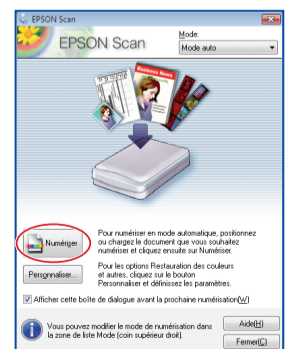 EPSON Scan
EPSON Scan
Mode:
Mode auto
Business News
Numériser
Pour numériser en mode automatique, positionnez
ou chargez le document que vous souhaitez
numériser et cliquez ensuite sur Numériser.
Personnaliser...
Pour les options Restauration des couleurs
et autres, cliquez sur le bouton
Personnaliser et définissez les paramètres.
Afficher cette boîte de dialogue avant la prochaine numérisation(W)
Vous pouvez modifier le mode de numérisation dans
la zone de liste Mode (coin supérieur droit).
Aide(H)
Fermer(C)